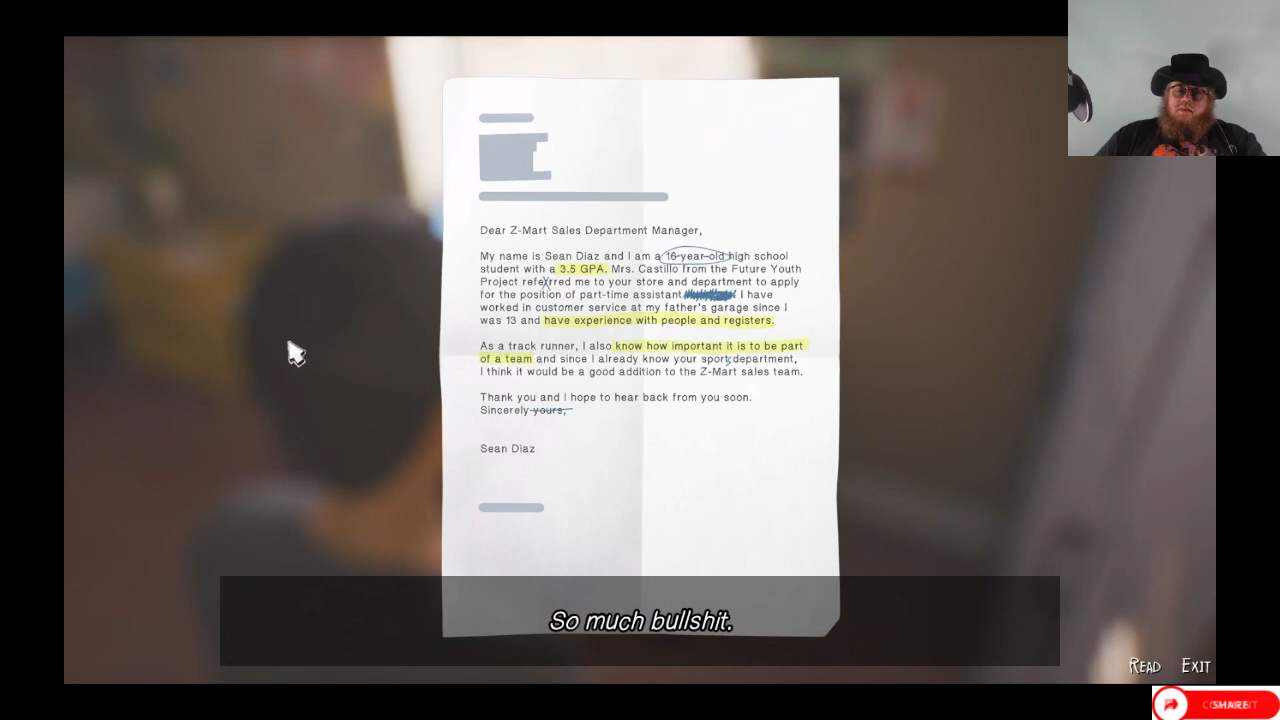 Dear Z-Mart Sales Department Manager,
My name is Sean Diaz and I am a 16-year-old high school
student with a 3.5 GPA. Mrs. Castillo from the Future Youth
Project referred me to your store and department to apply
for the position of part-time assistant I have
worked in customer service at my father's garage since I
was 13 and have experience with people and registers.
As a track runner, I also know how important it is to be part
of a team and since I already know your sport department,
I think it would be a good addition to the Z-Mart sales team.
Thank you and I hope to hear back from you soon.
Sincerely yours,
Sean Diaz
So much bullshit.
READ EXIT
SHARE